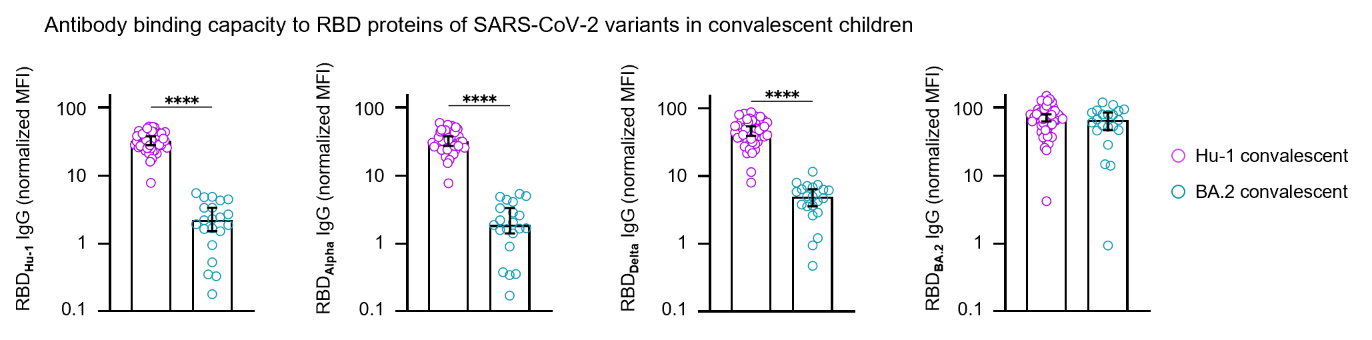 Antibody binding capacity to RBD proteins of SARS-CoV-2 variants in convalescent children
RBDHu-1 IgG (normalized MFI)
100
10
1
0.1
****
RBDAlpha IgG (normalized MFI)
100
10
1
0.1
****
RBDDelta IgG (normalized MFI)
100
10
1
0.1
****
RBDBA.2 IgG (normalized MFI)
100
10
1
0.1
Hu-1 convalescent
BA.2 convalescent